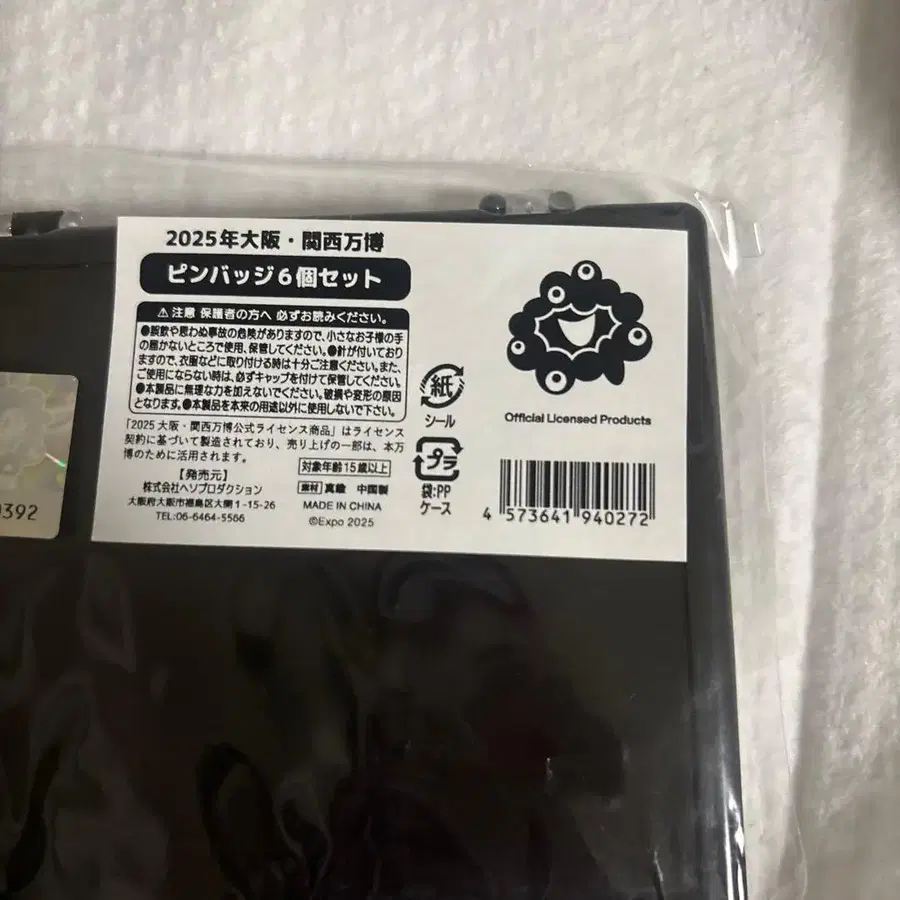 2025年大阪・関西万博
ピンバッジ6個セット
⚠注意 保護者の方へ 必ずお読みください。
●誤飲や思わぬ事故の危険がありますので、小さなお子様の手
の届かないところで使用、保管してください。●針が付いており
ますので、衣服などに取り付ける時は十分ご注意ください。また、
ご使用にならない時は、必ずキャップを付けて保管してください。
●本製品に無理な力を加えないでください。破損や変形の原因
となります。●本製品を本来の用途以外に使用しないで下さい。
「2025 大阪・関西万博公式ライセンス商品」はライセンス
契約に基づいて製造されており、売り上げの一部は、本万
博のために活用されます。
【発売元】
株式会社ヘソプロダクション
大阪府大阪市福島区大開1-15-26
TEL:06-6464-5566
対象年齢15歳以上
素材 真鍮 中国製
MADE IN CHINA
©Expo 2025
紙
シール
プラ
袋:PP
ケース
Official Licensed Products
4 573641 940272
0392